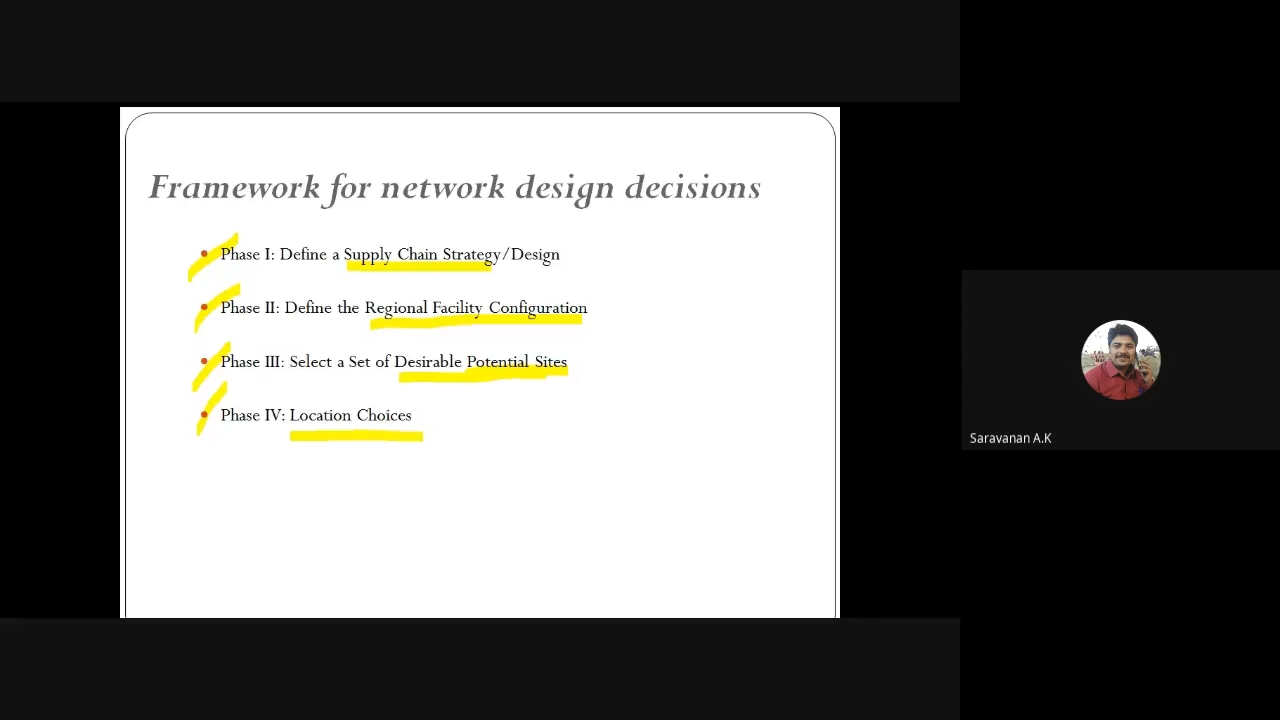 Framework for network design decisions
• Phase I: Define a Supply Chain Strategy/Design
• Phase II: Define the Regional Facility Configuration
• Phase III: Select a Set of Desirable Potential Sites
• Phase IV: Location Choices
Saravanan A.K